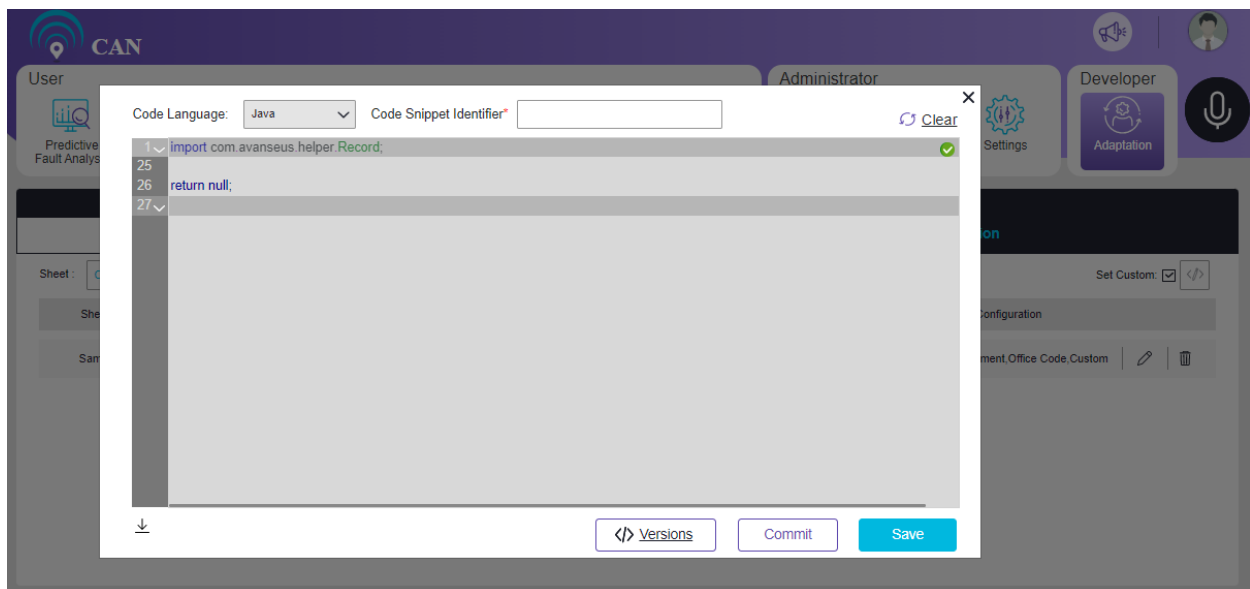 CAN
User
Administrator
Developer
Predictive
Fault Analys
Settings
Adaptation
Code Language:
Java
Code Snippet Identifier*
Clear
1 import com.avanseus.helper.Record;
25
26 return null;
27
Versions
Commit
Save
ion
Sheet :
Set Custom:
She
Configuration
Sam
ment,Office Code,Custom